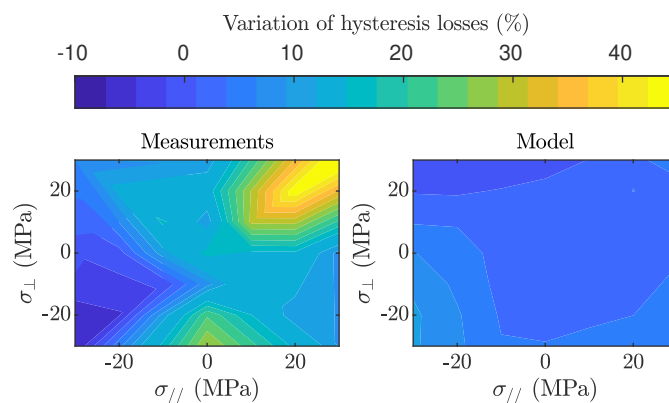 Variation of hysteresis losses (%)
-10 0 10 20 30 40
Measurements Model
20 20
0 0
-20 -20
σ⊥ (MPa) σ⊥ (MPa)
-20 0 20 -20 0 20
σ// (MPa) σ// (MPa)